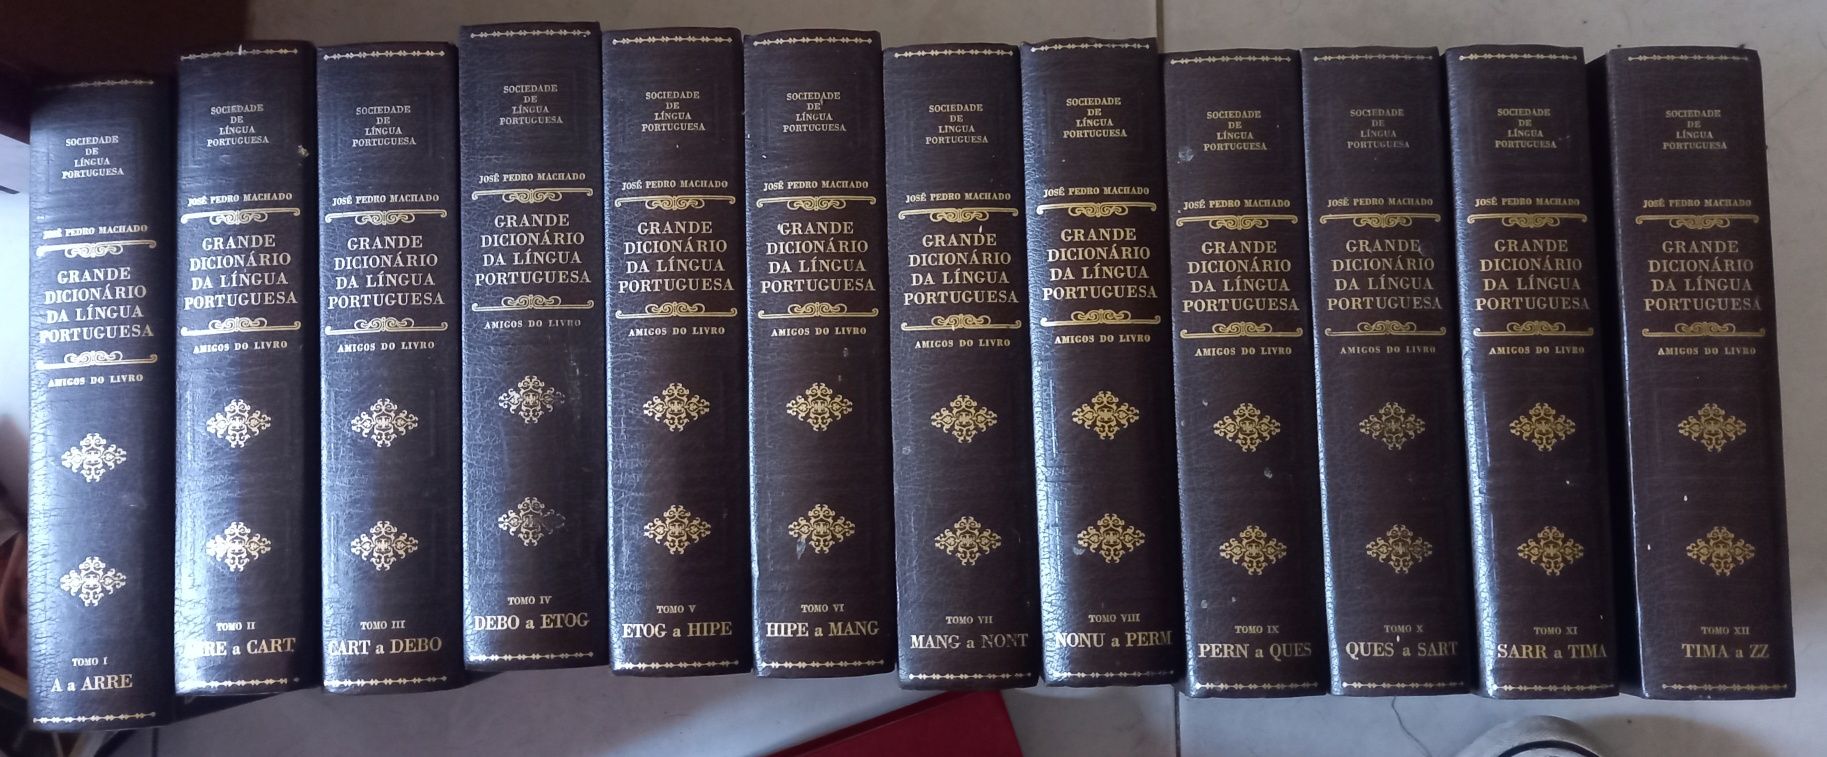 SOCIEDADE
DE
LÍNGUA
PORTUGUESA
JOSÉ PEDRO MACHADO
GRANDE
DICIONÁRIO
DA LÍNGUA
PORTUGUESA
AMIGOS DO LIVRO
TOMO I
A a ARRE
SOCIEDADE
DE
LÍNGUA
PORTUGUESA
JOSÉ PEDRO MACHADO
GRANDE
DICIONÁRIO
DA LÍNGUA
PORTUGUESA
AMIGOS DO LIVRO
TOMO II
ARRE a CART
SOCIEDADE
DE
LÍNGUA
PORTUGUESA
JOSÉ PEDRO MACHADO
GRANDE
DICIONÁRIO
DA LÍNGUA
PORTUGUESA
AMIGOS DO LIVRO
TOMO III
CART a DEBO
SOCIEDADE
DE
LÍNGUA
PORTUGUESA
JOSÉ PEDRO MACHADO
GRANDE
DICIONÁRIO
DA LÍNGUA
PORTUGUESA
AMIGOS DO LIVRO
TOMO IV
DEBO a ETOG
SOCIEDADE
DE
LÍNGUA
PORTUGUESA
JOSÉ PEDRO MACHADO
GRANDE
DICIONÁRIO
DA LÍNGUA
PORTUGUESA
AMIGOS DO LIVRO
TOMO V
ETOG a HIPE
SOCIEDADE
DE
LÍNGUA
PORTUGUESA
JOSÉ PEDRO MACHADO
GRANDE
DICIONÁRIO
DA LÍNGUA
PORTUGUESA
AMIGOS DO LIVRO
TOMO VI
HIPE a MANG
SOCIEDADE
DE
LÍNGUA
PORTUGUESA
JOSÉ PEDRO MACHADO
GRANDE
DICIONÁRIO
DA LÍNGUA
PORTUGUESA
AMIGOS DO LIVRO
TOMO VII
MANG a NONT
SOCIEDADE
DE
LÍNGUA
PORTUGUESA
JOSÉ PEDRO MACHADO
GRANDE
DICIONÁRIO
DA LÍNGUA
PORTUGUESA
AMIGOS DO LIVRO
TOMO VIII
NONU a PERM
SOCIEDADE
DE
LÍNGUA
PORTUGUESA
JOSÉ PEDRO MACHADO
GRANDE
DICIONÁRIO
DA LÍNGUA
PORTUGUESA
AMIGOS DO LIVRO
TOMO IX
PERN a QUES
SOCIEDADE
DE
LÍNGUA
PORTUGUESA
JOSÉ PEDRO MACHADO
GRANDE
DICIONÁRIO
DA LÍNGUA
PORTUGUESA
AMIGOS DO LIVRO
TOMO X
QUES a SART
SOCIEDADE
DE
LÍNGUA
PORTUGUESA
JOSÉ PEDRO MACHADO
GRANDE
DICIONÁRIO
DA LÍNGUA
PORTUGUESA
AMIGOS DO LIVRO
TOMO XI
SARR a TIMA
SOCIEDADE
DE
LÍNGUA
PORTUGUESA
JOSÉ PEDRO MACHADO
GRANDE
DICIONÁRIO
DA LÍNGUA
PORTUGUESA
AMIGOS DO LIVRO
TOMO XII
TIMA a ZZ